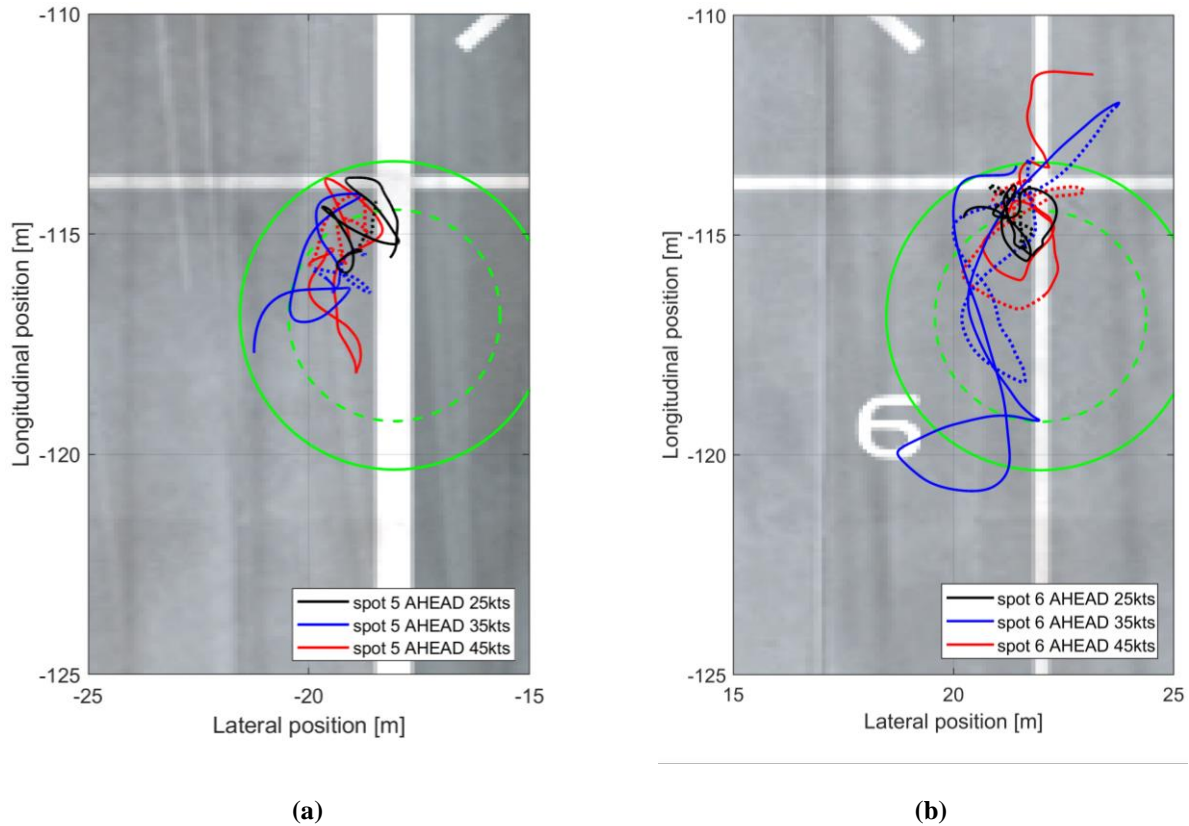 -110
-115
-120
-125
-25
-20
-15
Longitudinal position [m]
Lateral position [m]
spot 5 AHEAD 25kts
spot 5 AHEAD 35kts
spot 5 AHEAD 45kts
(a)
-110
-115
-120
-125
15
20
25
Longitudinal position [m]
Lateral position [m]
6
spot 6 AHEAD 25kts
spot 6 AHEAD 35kts
spot 6 AHEAD 45kts
(b)